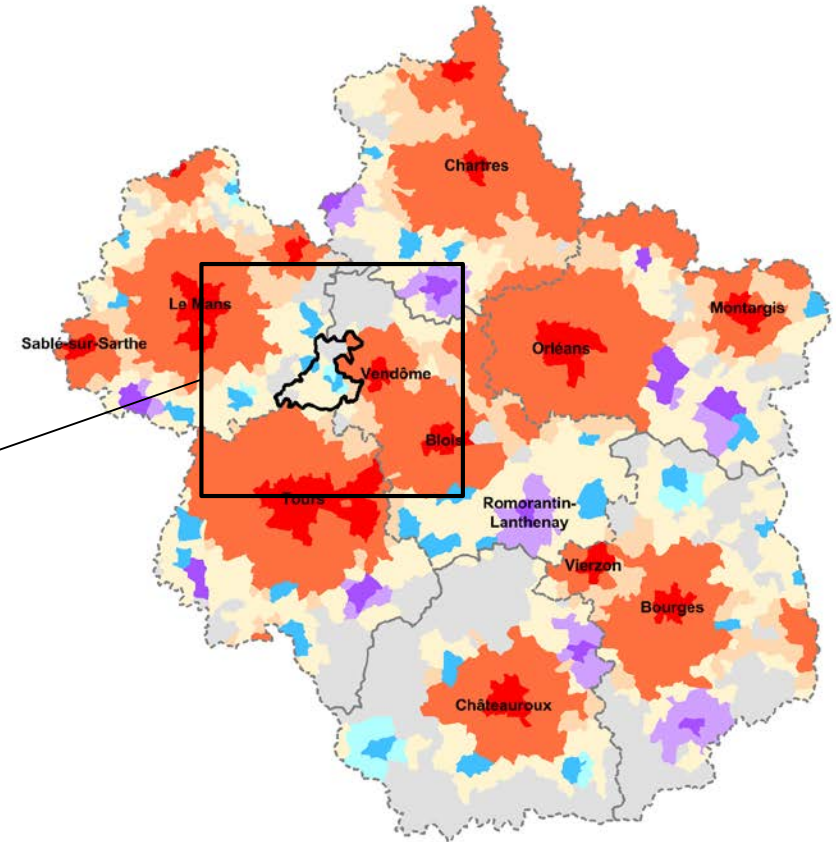 Chartres
Le Mans
Montargis
Sablé-sur-Sarthe
Orléans
Vendôme
Blois
Tours
Romorantin-
Lanthenay
Vierzon
Bourges
Châteauroux